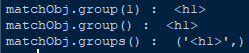 matchObj.group(1) :  <h1>
matchObj.group() :  <h1>
matchObj.groups() :  ('<h1>',)